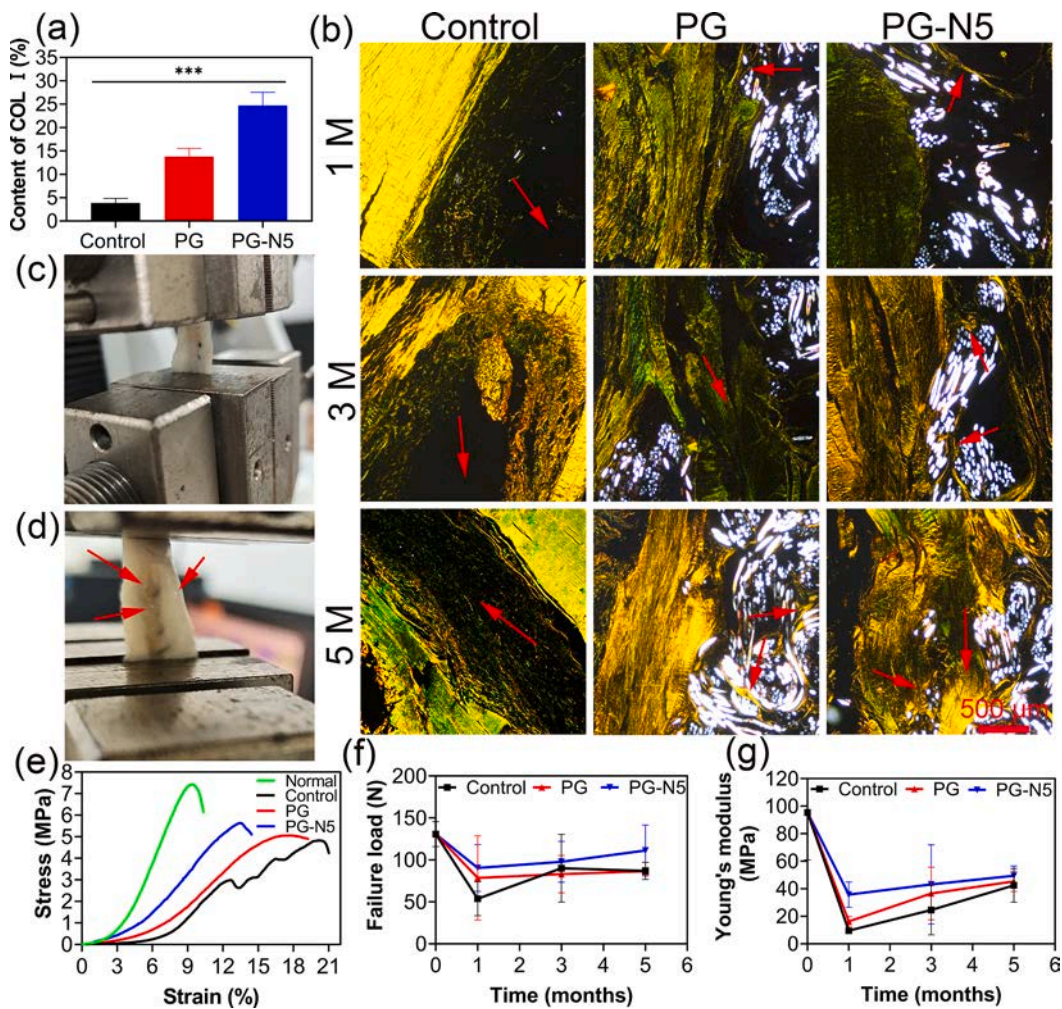 (a)
Content of COL I (%)
35
30
25
20
15
10
5
0
***
Control PG PG-N5
(b)
Control PG PG-N5
1 M
3 M
5 M
500 μm
(c)
(d)
(e)
Stress (MPa)
8
7
6
5
4
3
2
1
0
Normal
Control
PG
PG-N5
0 3 6 9 12 15 18 21
Strain (%)
(f)
Failure load (N)
200
150
100
50
0
Control PG PG-N5
0 1 2 3 4 5 6
Time (months)
(g)
Young's modulus
(MPa)
120
100
80
60
40
20
0
Control PG PG-N5
0 1 2 3 4 5 6
Time (months)